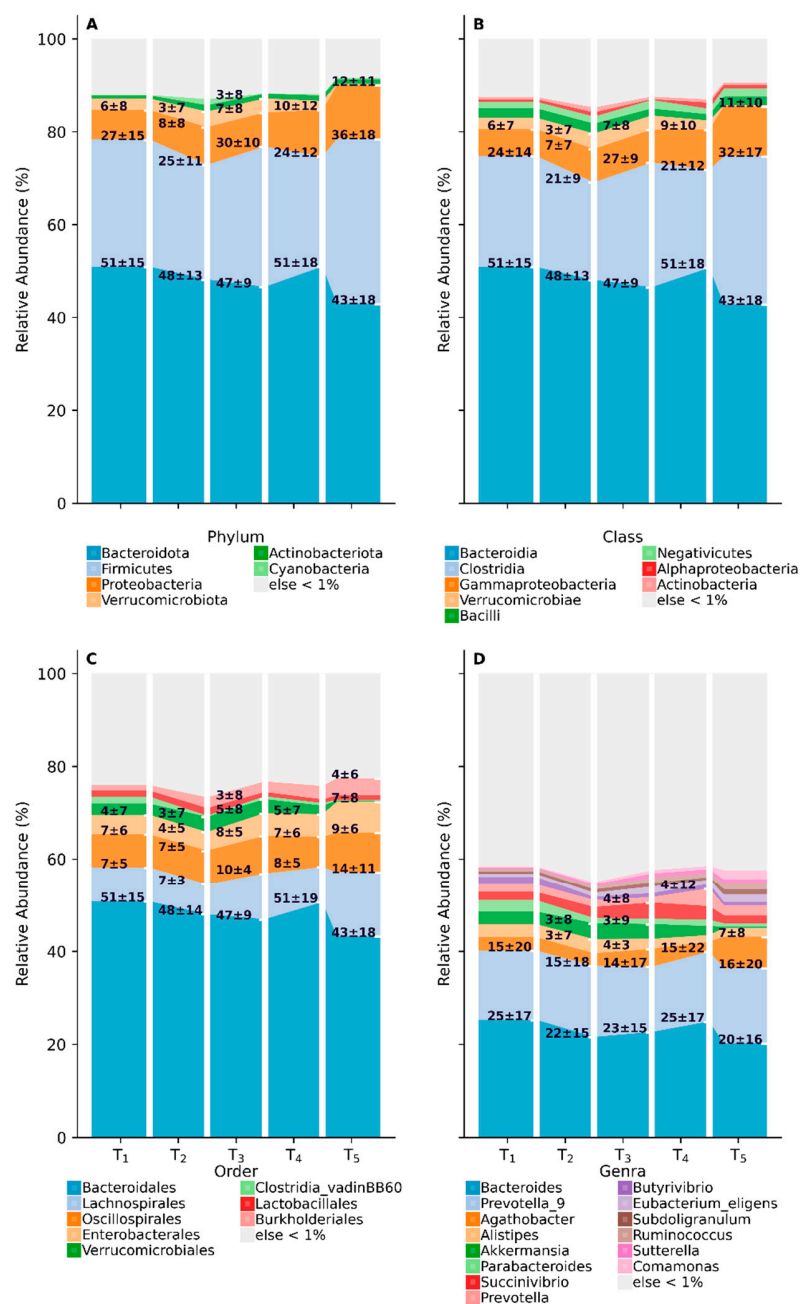 A
B
100
80
60
40
20
0
Relative Abundance (%)
Relative Abundance (%)
12±11
3±8
6±8
3±7
7±8
10±12
8±8
27±15
30±10
36±18
25±11
24±12
51±15
48±13
47±9
51±18
43±18
11±10
6±7
3±7
7±8
9±10
24±14
7±7
27±9
21±12
32±17
21±9
51±15
48±13
47±9
51±18
43±18
Phylum
Bacteroidota
Firmicutes
Proteobacteria
Verrucomicrobiota
Actinobacteriota
Cyanobacteria
else < 1%
Class
Bacteroidia
Clostridia
Gammaproteobacteria
Verrucomicrobiae
Bacilli
Negativicutes
Alphaproteobacteria
Actinobacteria
else < 1%
C
D
100
80
60
40
20
0
Relative Abundance (%)
Relative Abundance (%)
4±6
3±8
7±8
4±7
3±7
5±8
5±7
7±6
4±5
8±5
7±6
9±6
7±5
7±5
10±4
8±5
14±11
7±3
51±15
48±14
47±9
51±19
43±18
4±12
4±8
3±8
3±9
3±7
7±8
15±20
4±3
15±22
15±18
14±17
16±20
25±17
22±15
23±15
25±17
20±16
T1 T2 T3 T4 T5
T1 T2 T3 T4 T5
Order
Bacteroidales
Lachnospirales
Oscillospirales
Enterobacterales
Verrucomicrobiales
Clostridia_vadinBB60
Lactobacillales
Burkholderiales
else < 1%
Genra
Bacteroides
Prevotella_9
Agathobacter
Alistipes
Akkermansia
Parabacteroides
Succinivibrio
Prevotella
Butyrivibrio
Eubacterium_eligens
Subdoligranulum
Ruminococcus
Sutterella
Comamonas
else < 1%